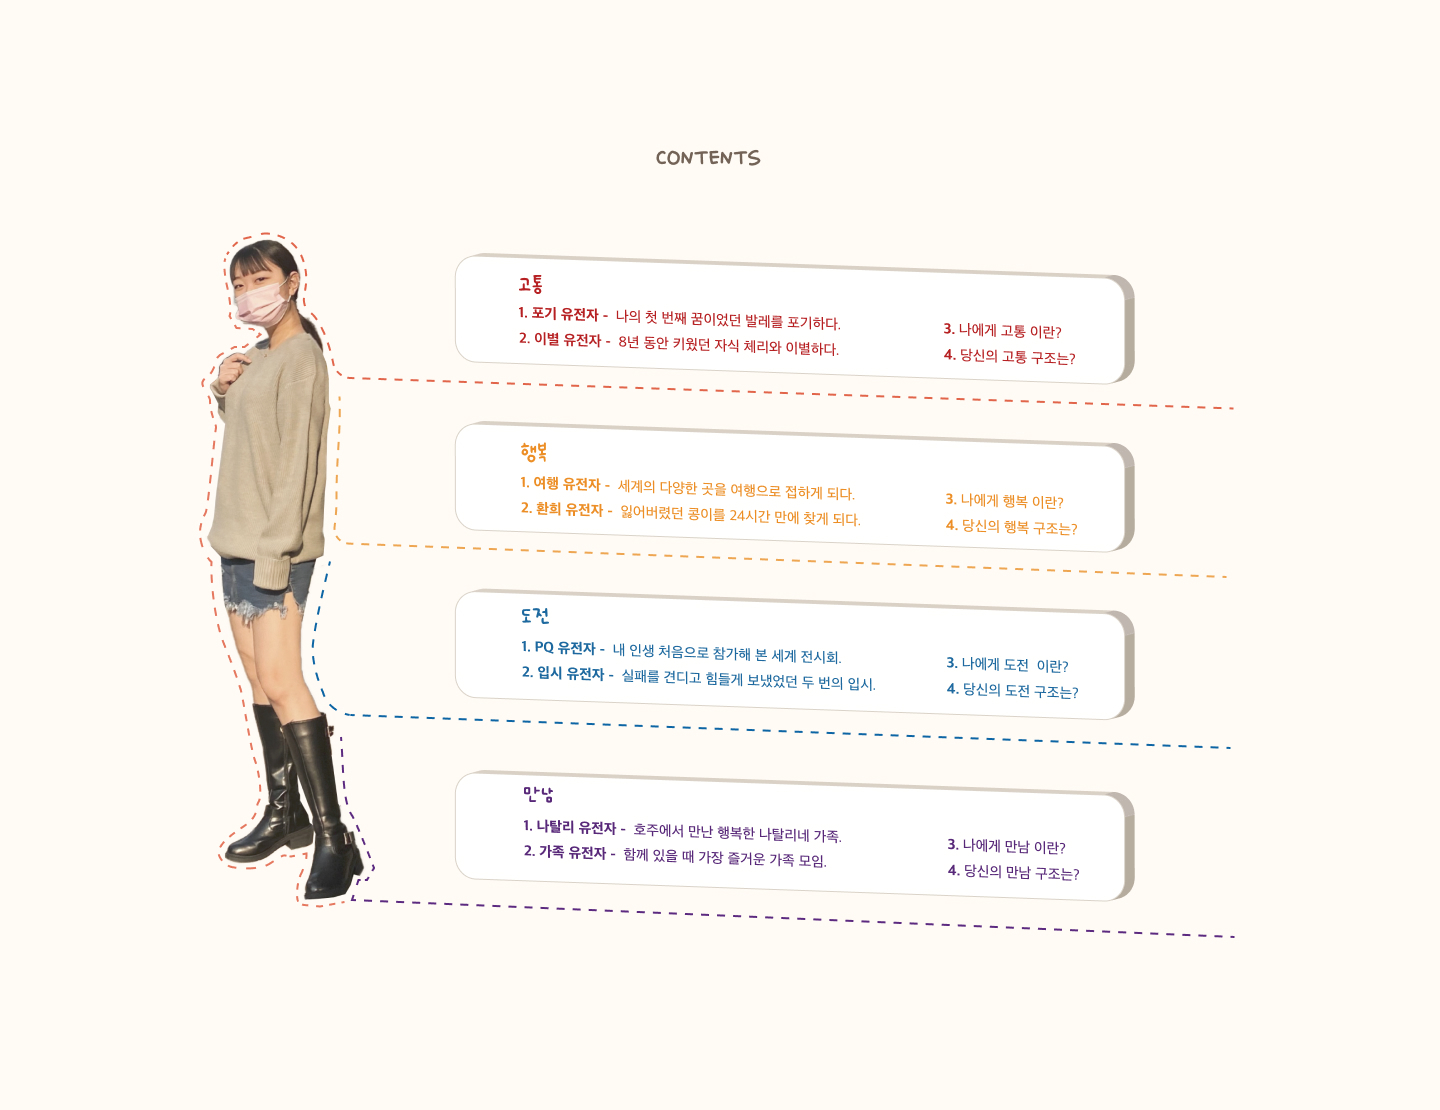 CONTENTS
고통
1. 포기 유전자 - 나의 첫 번째 꿈이었던 발레를 포기하다.
2. 이별 유전자 - 8년 동안 키웠던 자식 체리와 이별하다.
3. 나에게 고통 이란?
4. 당신의 고통 구조는?
행복
1. 여행 유전자 - 세계의 다양한 곳을 여행으로 접하게 되다.
2. 환희 유전자 - 잃어버렸던 콩이를 24시간 만에 찾게 되다.
3. 나에게 행복 이란?
4. 당신의 행복 구조는?
도전
1. PQ 유전자 - 내 인생 처음으로 참가해 본 세계 전시회.
2. 입시 유전자 - 실패를 견디고 힘들게 보냈었던 두 번의 입시.
3. 나에게 도전 이란?
4. 당신의 도전 구조는?
만남
1. 나탈리 유전자 - 호주에서 만난 행복한 나탈리네 가족.
2. 가족 유전자 - 함께 있을 때 가장 즐거운 가족 모임.
3. 나에게 만남 이란?
4. 당신의 만남 구조는?